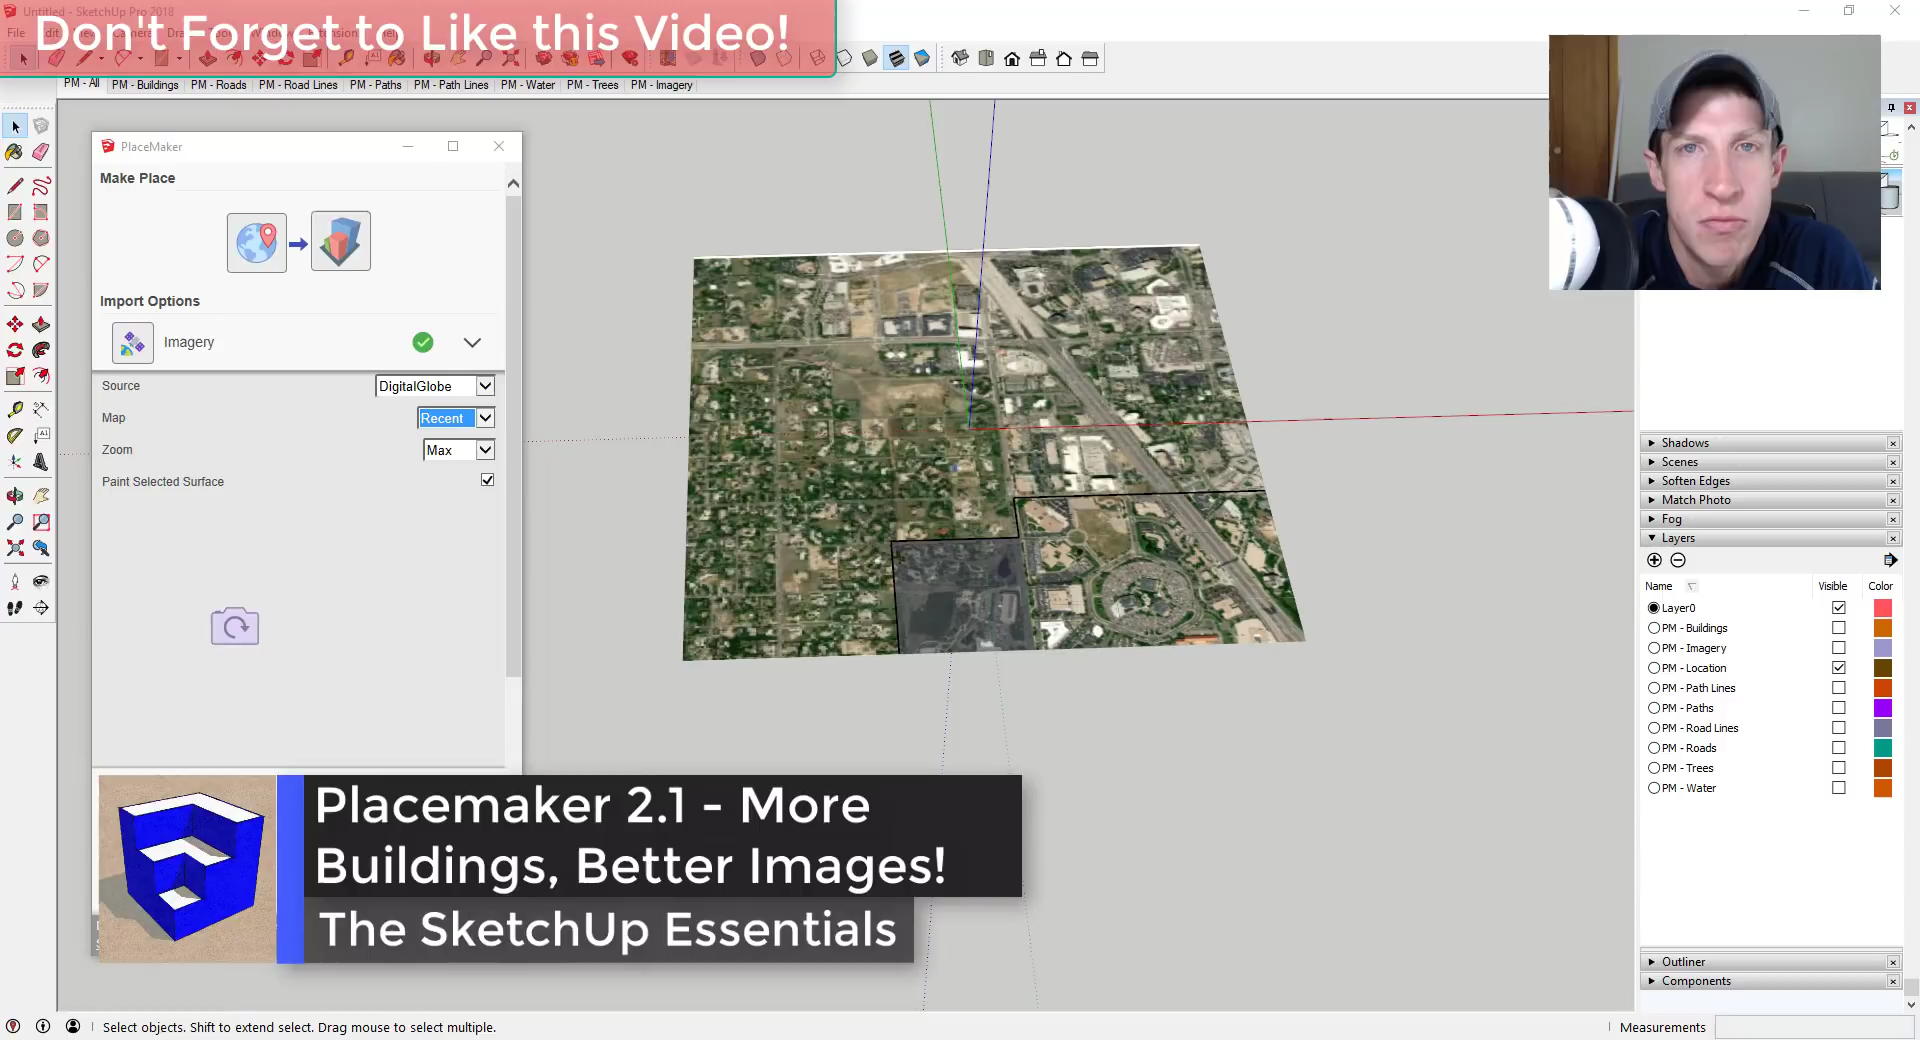 Untitled - SketchUp Pro 2018
Don't Forget to Like this Video!
File
PM - All
PM - Buildings
PM - Roads
PM - Road Lines
PM - Paths
PM - Path Lines
PM - Water
PM - Trees
PM - Imagery
PlaceMaker
Make Place
Import Options
Imagery
Source
DigitalGlobe
Map
Recent
Zoom
Max
Paint Selected Surface
Placemaker 2.1 - More
Buildings, Better Images!
The SketchUp Essentials
Shadows
Scenes
Soften Edges
Match Photo
Fog
Layers
Name
Visible
Color
Layer0
PM - Buildings
PM - Imagery
PM - Location
PM - Path Lines
PM - Paths
PM - Road Lines
PM - Roads
PM - Trees
PM - Water
Outliner
Components
Select objects. Shift to extend select. Drag mouse to select multiple.
Measurements